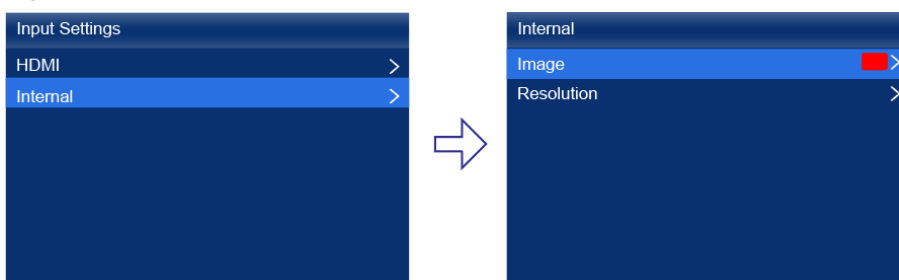 Input Settings
HDMI
Internal
Internal
Image
Resolution